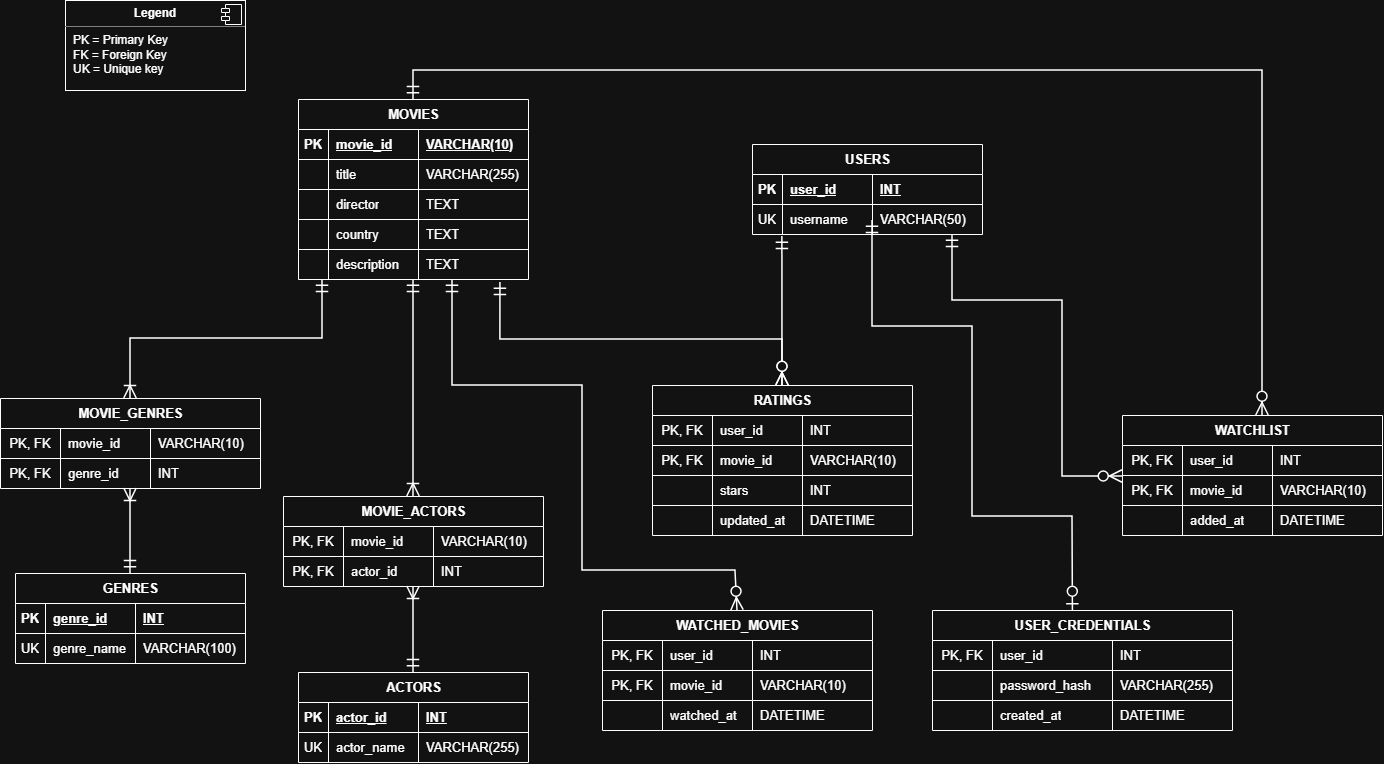 Legend
PK = Primary Key
FK = Foreign Key
UK = Unique key
MOVIES
PK movie_id VARCHAR(10)
title VARCHAR(255)
director TEXT
country TEXT
description TEXT
USERS
PK user_id INT
UK username VARCHAR(50)
MOVIE_GENRES
PK, FK movie_id VARCHAR(10)
PK, FK genre_id INT
RATINGS
PK, FK user_id INT
PK, FK movie_id VARCHAR(10)
stars INT
updated_at DATETIME
WATCHLIST
PK, FK user_id INT
PK, FK movie_id VARCHAR(10)
added_at DATETIME
MOVIE_ACTORS
PK, FK movie_id VARCHAR(10)
PK, FK actor_id INT
GENRES
PK genre_id INT
UK genre_name VARCHAR(100)
WATCHED_MOVIES
PK, FK user_id INT
PK, FK movie_id VARCHAR(10)
watched_at DATETIME
USER_CREDENTIALS
PK, FK user_id INT
password_hash VARCHAR(255)
created_at DATETIME
ACTORS
PK actor_id INT
UK actor_name VARCHAR(255)